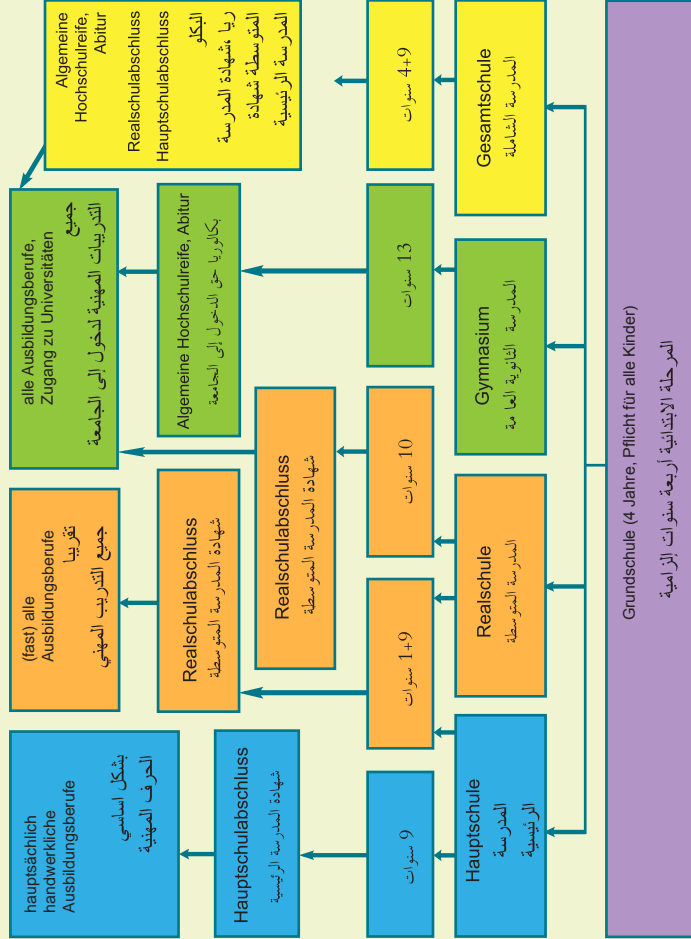 hauptsächlich
handwerkliche
Ausbildungsberufe
بشكل اساسي
الحرف المهنية
(fast) alle
Ausbildungsberufe
تقريبا
جميع التدريب المهني
alle Ausbildungsberufe,
Zugang zu Universitäten
جميع
التدريبات المهنية لدخول إلى الجامعة
Algemeine
Hochschulreife,
Abitur
Realschulabschluss
Hauptschulabschluss
البكلو
ريا ،شهادة المدرسة
المتوسطة شهادة
المدرسة الرئيسية
Hauptschulabschluss
شهادة المدرسة الرئيسية
Realschulabschluss
شهادة المدرسة المتوسطة
Algemeine Hochschulreife, Abitur
بكالوريا حق الدخول إلى الجامعة
Realschulabschluss
شهادة المدرسة المتوسطة
9 سنوات
1+9 سنوات
10 سنوات
13 سنوات
4+9 سنوات
Hauptschule
المدرسة
الرئيسية
Realschule
المدرسة المتوسطة
Gymnasium
المدرسة الثانوية العامة
Gesamtschule
المدرسة الشاملة
Grundschule (4 Jahre, Pflicht für alle Kinder)
المرحلة الابتدائية أربعة سنوات إلزامية